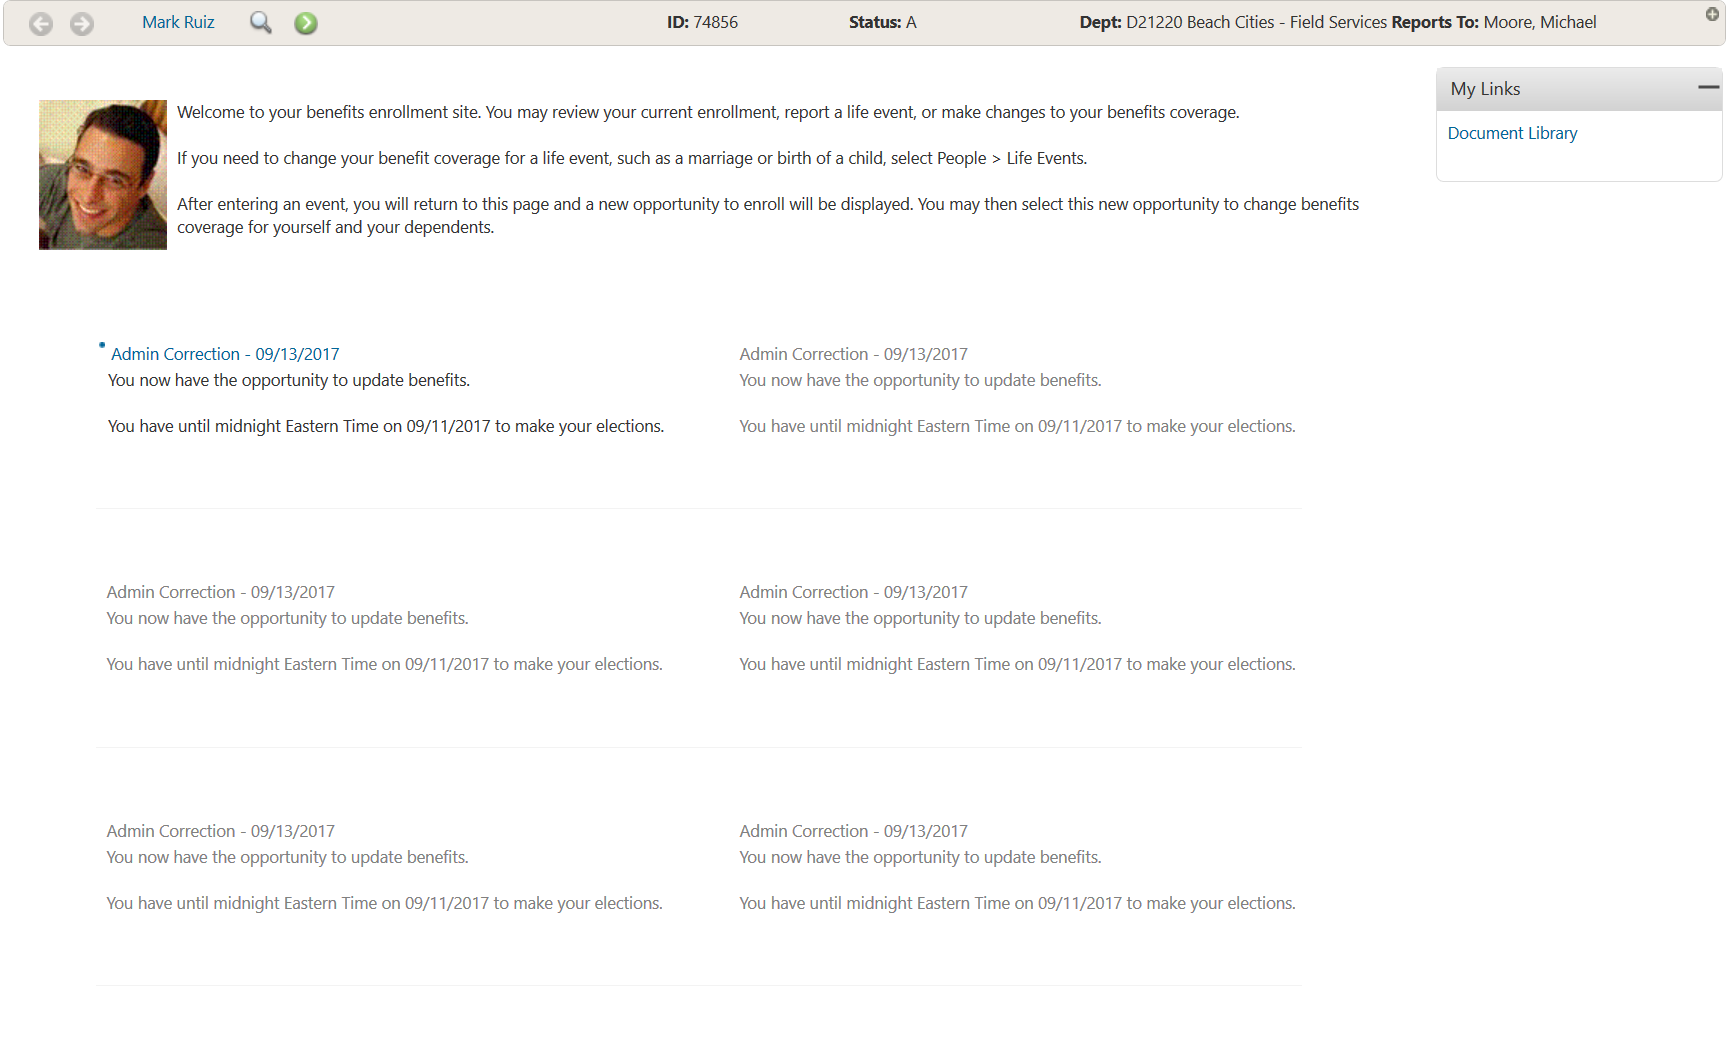 Mark Ruiz ID: 74856 Status: A Dept: D21220 Beach Cities - Field Services Reports To: Moore, Michael
My Links
Document Library
Welcome to your benefits enrollment site. You may review your current enrollment, report a life event, or make changes to your benefits coverage.
If you need to change your benefit coverage for a life event, such as a marriage or birth of a child, select People > Life Events.
After entering an event, you will return to this page and a new opportunity to enroll will be displayed. You may then select this new opportunity to change benefits
coverage for yourself and your dependents.
Admin Correction - 09/13/2017
You now have the opportunity to update benefits.
You have until midnight Eastern Time on 09/11/2017 to make your elections.
Admin Correction - 09/13/2017
You now have the opportunity to update benefits.
You have until midnight Eastern Time on 09/11/2017 to make your elections.
Admin Correction - 09/13/2017
You now have the opportunity to update benefits.
You have until midnight Eastern Time on 09/11/2017 to make your elections.
Admin Correction - 09/13/2017
You now have the opportunity to update benefits.
You have until midnight Eastern Time on 09/11/2017 to make your elections.
Admin Correction - 09/13/2017
You now have the opportunity to update benefits.
You have until midnight Eastern Time on 09/11/2017 to make your elections.
Admin Correction - 09/13/2017
You now have the opportunity to update benefits.
You have until midnight Eastern Time on 09/11/2017 to make your elections.